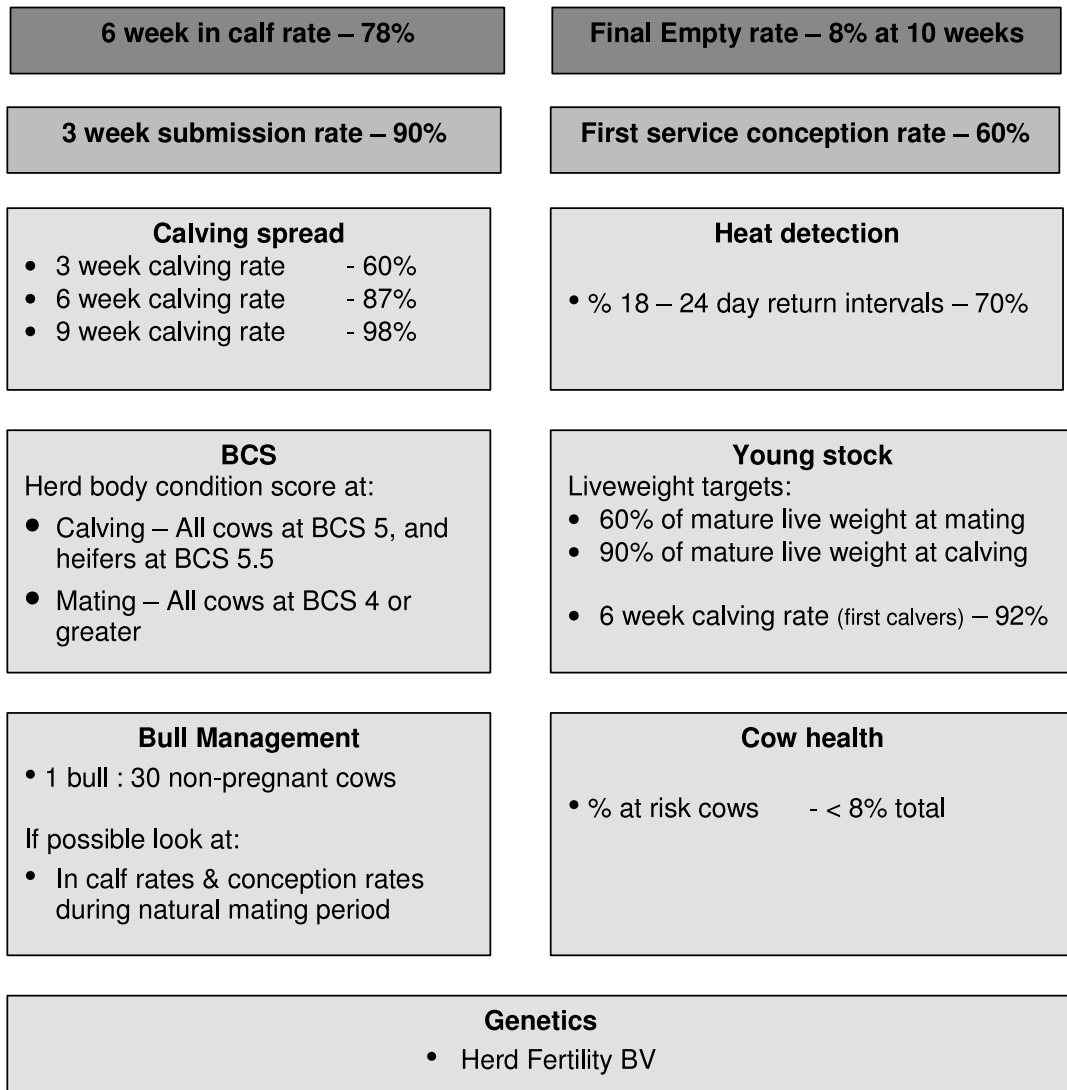 6 week in calf rate – 78%
Final Empty rate – 8% at 10 weeks
3 week submission rate – 90%
First service conception rate – 60%
Calving spread
• 3 week calving rate - 60%
• 6 week calving rate - 87%
• 9 week calving rate - 98%
Heat detection
• % 18 – 24 day return intervals – 70%
BCS
Herd body condition score at:
• Calving – All cows at BCS 5, and
heifers at BCS 5.5
• Mating – All cows at BCS 4 or
greater
Young stock
Liveweight targets:
• 60% of mature live weight at mating
• 90% of mature live weight at calving
• 6 week calving rate (first calvers) – 92%
Bull Management
• 1 bull : 30 non-pregnant cows
If possible look at:
• In calf rates & conception rates
during natural mating period
Cow health
• % at risk cows - < 8% total
Genetics
• Herd Fertility BV